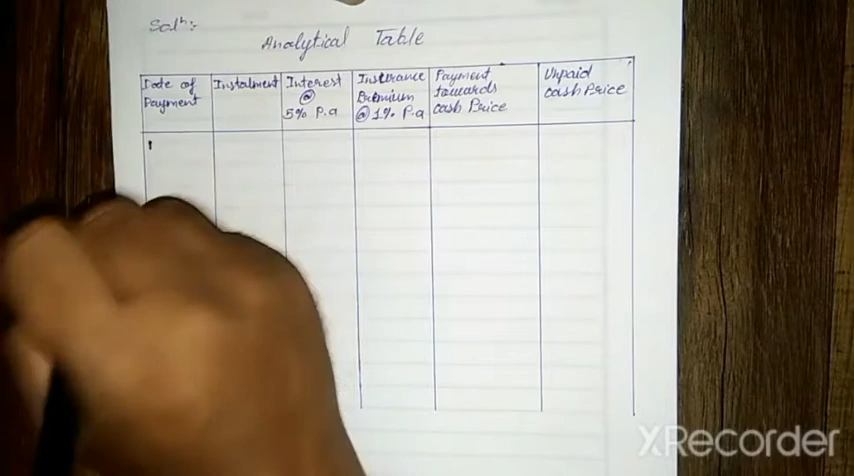 Solⁿ:
Analytical Table
Date of Payment
Instalment
Interest @ 5% P.a
Insurance Premium @ 1% P.a
Payment towards cash Price
Unpaid cash Price
XRecorder